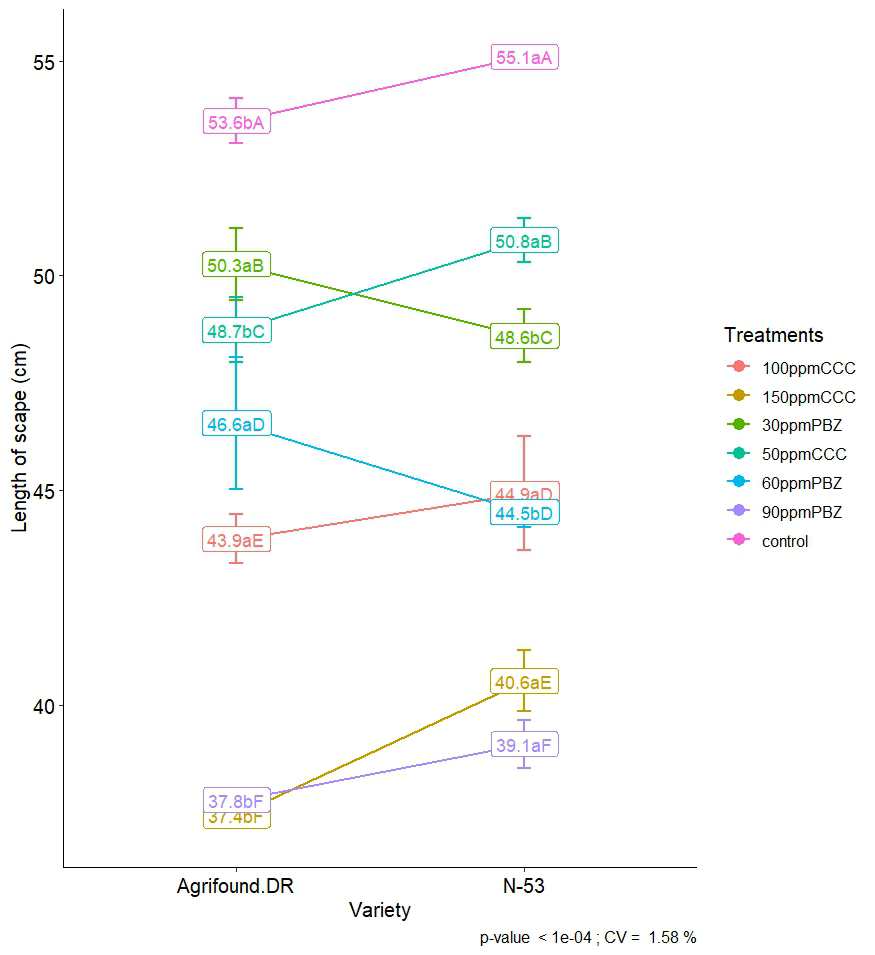 55
50
45
40
Length of scape (cm)
53.6bA
55.1aA
50.3aB
50.8aB
48.7bC
48.6bC
46.6aD
44.9aD
44.5bD
43.9aE
40.6aE
39.1aF
37.8bF
37.4bF
Treatments
100ppmCCC
150ppmCCC
30ppmPBZ
50ppmCCC
60ppmPBZ
90ppmPBZ
control
Agrifound.DR N-53
Variety
p-value < 1e-04 ; CV = 1.58 %